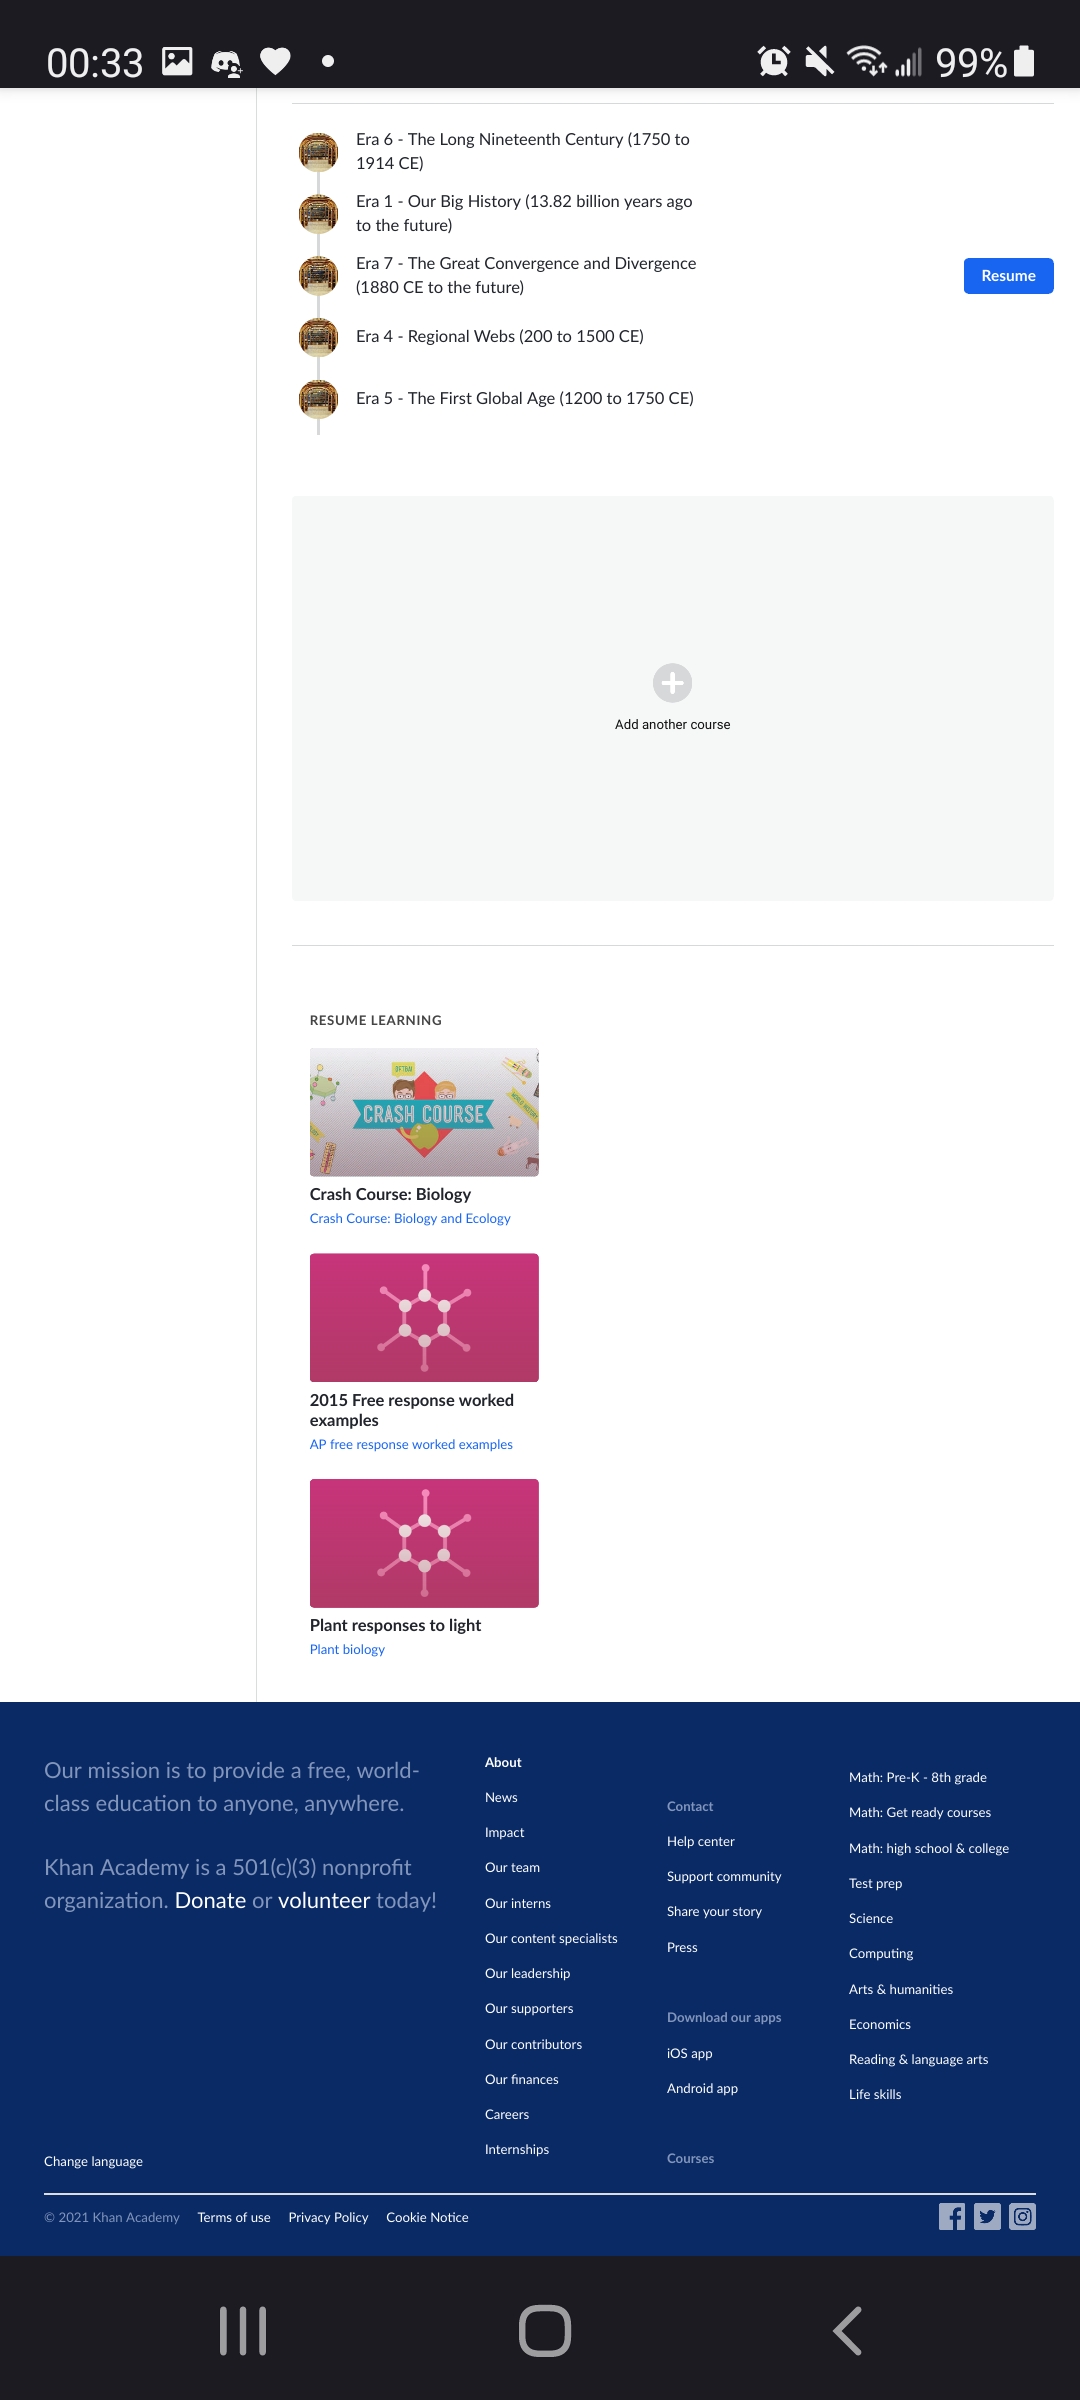 00:33
99%
Era 6 - The Long Nineteenth Century (1750 to
1914 CE)
Era 1 - Our Big History (13.82 billion years ago
to the future)
Era 7 - The Great Convergence and Divergence
(1880 CE to the future)
Resume
Era 4 - Regional Webs (200 to 1500 CE)
Era 5 - The First Global Age (1200 to 1750 CE)
Add another course
RESUME LEARNING
CRASH COURSE
Crash Course: Biology
Crash Course: Biology and Ecology
2015 Free response worked
examples
AP free response worked examples
Plant responses to light
Plant biology
Our mission is to provide a free, world-
class education to anyone, anywhere.
Khan Academy is a 501(c)(3) nonprofit
organization. Donate or volunteer today!
Change language
About
News
Impact
Our team
Our interns
Our content specialists
Our leadership
Our supporters
Our contributors
Our finances
Careers
Internships
Contact
Help center
Support community
Share your story
Press
Download our apps
iOS app
Android app
Courses
Math: Pre-K - 8th grade
Math: Get ready courses
Math: high school & college
Test prep
Science
Computing
Arts & humanities
Economics
Reading & language arts
Life skills
© 2021 Khan Academy Terms of use Privacy Policy Cookie Notice